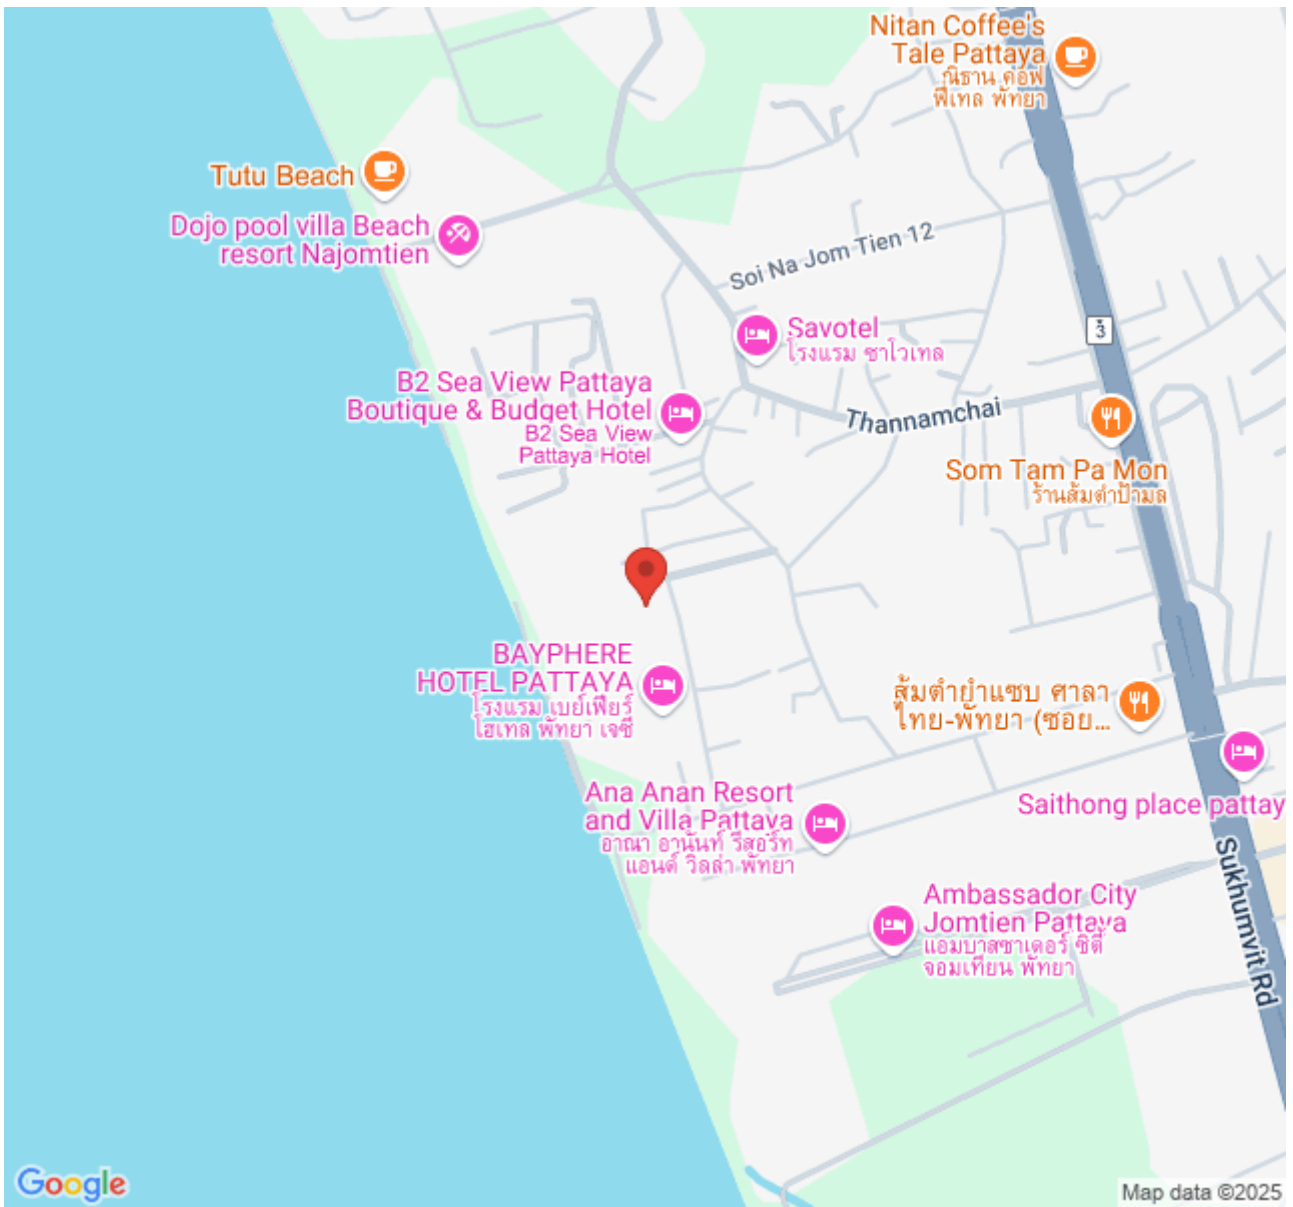 Nitan Coffee's
Tale Pattaya
ณิธาน คอฟ
ฟี่เทล พัทยา
Tutu Beach
Dojo pool villa Beach
resort Najomtien
Soi Na Jom Tien 12
Savotel
โรงแรม ซาโวเทล
3
B2 Sea View Pattaya
Boutique & Budget Hotel
B2 Sea View
Pattaya Hotel
Thannamchai
Som Tam Pa Mon
ร้านส้มตำป้ามล
BAYPHERE
HOTEL PATTAYA
โรงแรม เบย์เฟียร์
โฮเทล พัทยา เจซี
ส้มตำยำแซบ ศาลา
ไทย-พัทยา (ซอย...
Saithong place pattay
Ana Anan Resort
and Villa Pattaya
อาณา อานันท์ รีสอร์ท
แอนด์ วิลล่า พัทยา
Sukhumvit Rd
Ambassador City
Jomtien Pattaya
แอมบาสซาเดอร์ ซิตี้
จอมเทียน พัทยา
Google
Map data ©2025